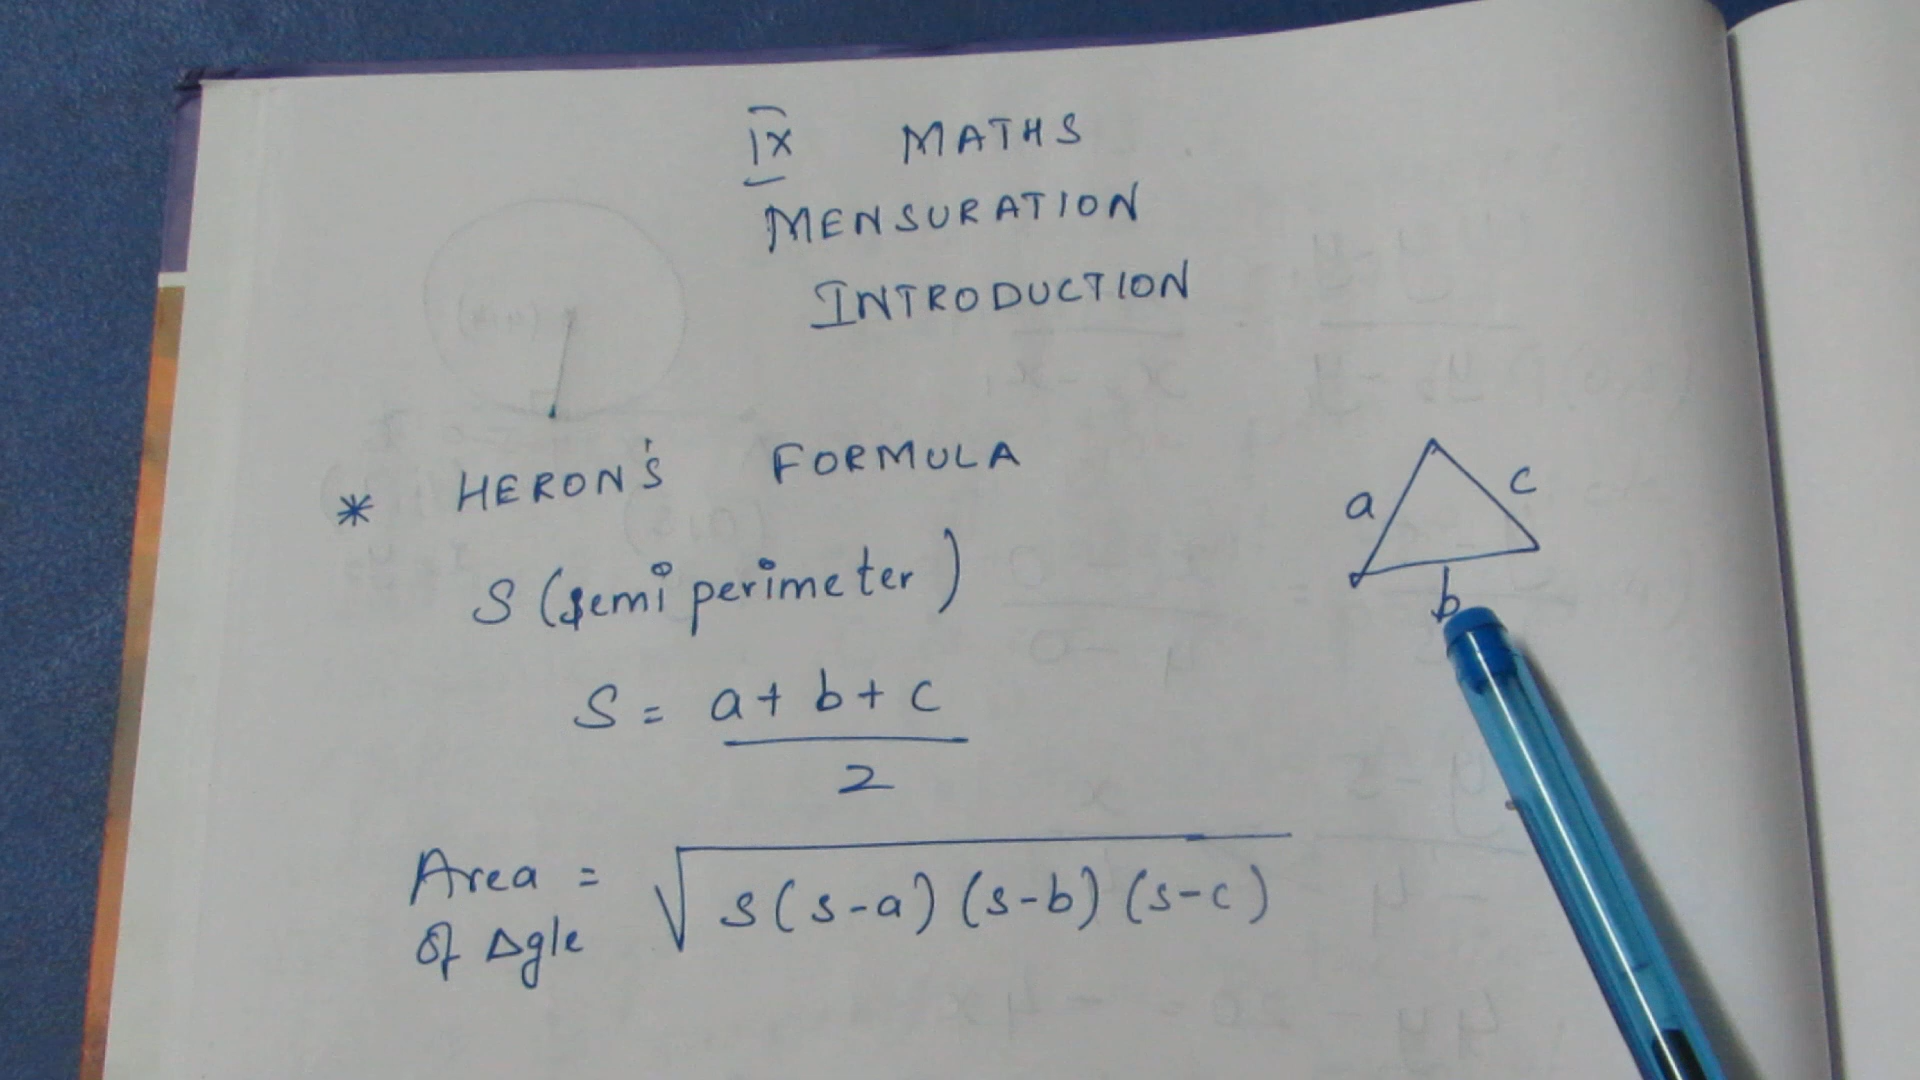 IX MATHS
MENSURATION
INTRODUCTION
* HERON'S FORMULA
S (semi perimeter)
S = a + b + c
2
Area = √s(s-a)(s-b)(s-c)
of Δgle
a
c
b